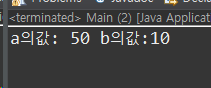 <terminated> Main (2) [Java Applicat
a의값: 50 b의값:10